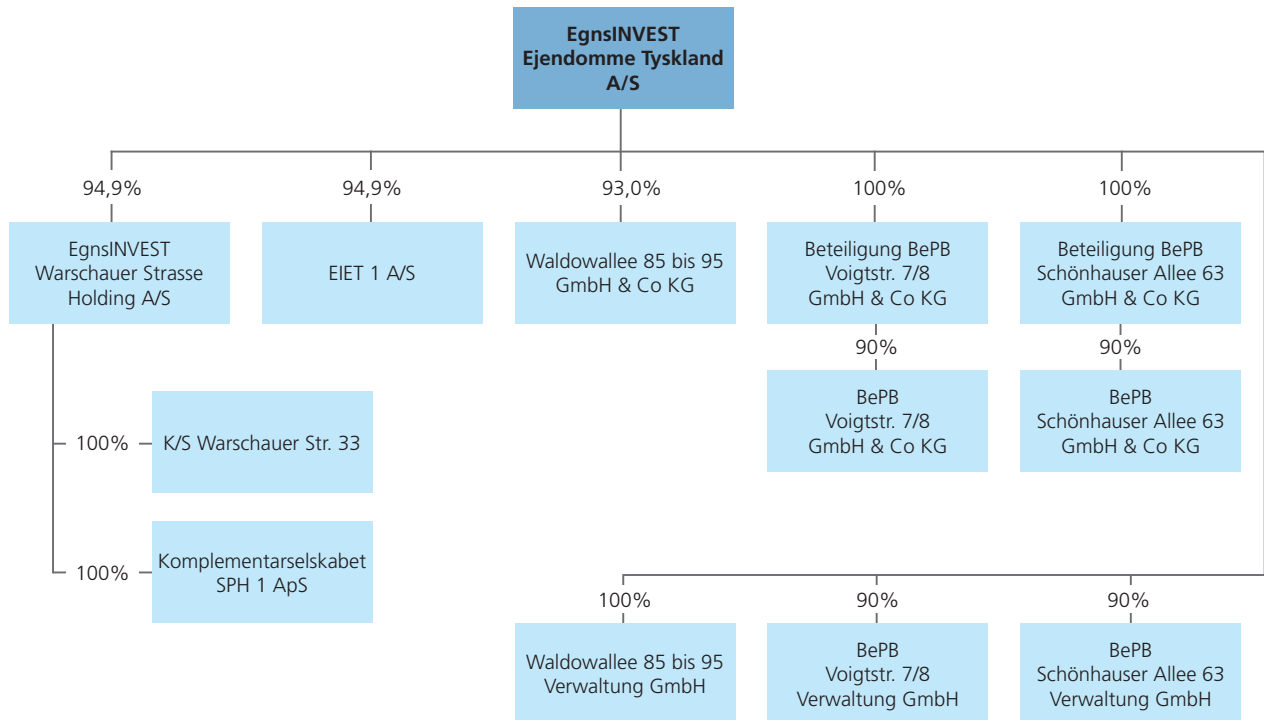 EgnsINVEST
Ejendomme Tyskland
A/S
94,9%
94,9%
93,0%
100%
100%
EgnsINVEST
Warschauer Strasse
Holding A/S
EIET 1 A/S
Waldowallee 85 bis 95
GmbH & Co KG
Beteiligung BePB
Voigtstr. 7/8
GmbH & Co KG
Beteiligung BePB
Schönhauser Allee 63
GmbH & Co KG
90%
90%
BePB
Voigtstr. 7/8
GmbH & Co KG
BePB
Schönhauser Allee 63
GmbH & Co KG
100%
K/S Warschauer Str. 33
100%
Komplementarselskabet
SPH 1 ApS
100%
90%
90%
Waldowallee 85 bis 95
Verwaltung GmbH
BePB
Voigtstr. 7/8
Verwaltung GmbH
BePB
Schönhauser Allee 63
Verwaltung GmbH